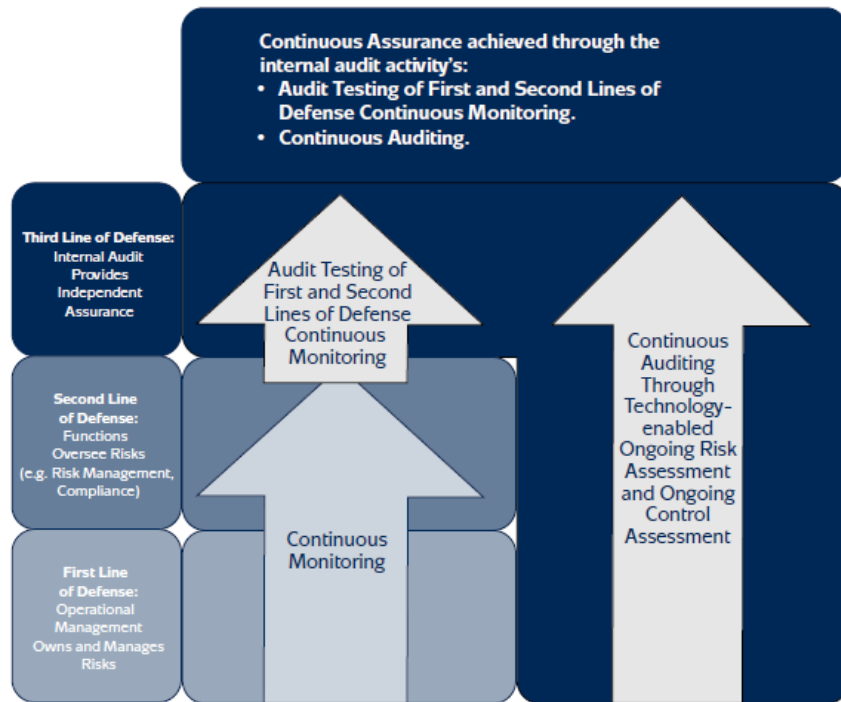 Continuous Assurance achieved through the
internal audit activity's:
• Audit Testing of First and Second Lines of
Defense Continuous Monitoring.
• Continuous Auditing.
Third Line of Defense:
Internal Audit
Provides
Independent
Assurance
Audit Testing of
First and Second
Lines of Defense
Continuous
Monitoring
Continuous
Auditing
Through
Technology-
enabled
Ongoing Risk
Assessment
and Ongoing
Control
Assessment
Second Line
of Defense:
Functions
Oversee Risks
(e.g. Risk Management,
Compliance)
Continuous
Monitoring
First Line
of Defense:
Operational
Management
Owns and Manages
Risks